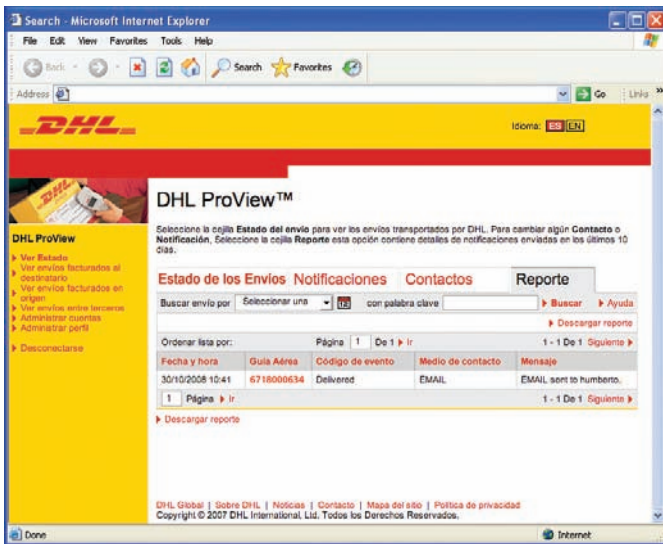 Search - Microsoft Internet Explorer
File Edit View Favorites Tools Help
Back Search Favorites
Address Go Links
DHL
Idioma: ES EN
DHL ProView™
Seleccione la cejilla Estado del envío para ver los envíos transportados por DHL. Para cambiar algún Contacto o
Notificación, Seleccione la cejilla Reporte esta opción contiene detalles de notificaciones enviadas en los últimos 10
días.
DHL ProView
Ver Estado
Ver envíos facturados al
destinatario
Ver envíos facturados en
origen
Ver envíos entre terceros
Administrar cuentas
Administrar perfil
Desconectarse
Estado de los Envíos Notificaciones Contactos Reporte
Buscar envío por Seleccionar una con palabra clave Buscar Ayuda
Descargar reporte
Ordenar lista por: Página 1 De 1 Ir 1 - 1 De 1 Siguiente
Fecha y hora Guía Aérea Código de evento Medio de contacto Mensaje
30/10/2008 10:41 6718000634 Delivered EMAIL EMAIL sent to humberto.
1 Página Ir 1 - 1 De 1 Siguiente
Descargar reporte
DHL Global | Sobre DHL | Noticias | Contacto | Mapa del sitio | Política de privacidad
Copyright © 2007 DHL International, Ltd. Todos los Derechos Reservados.
Done Internet